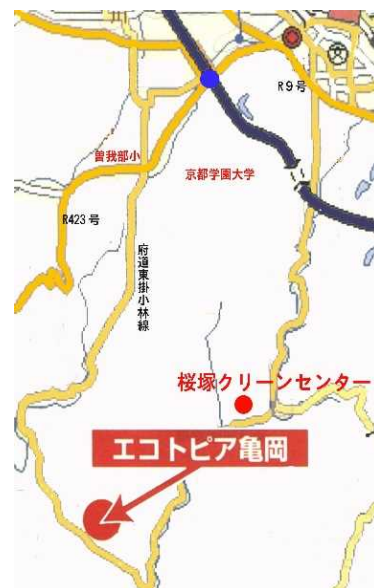 R9号
曽我部小
京都学園大学
R423号
府道東掛小林線
桜塚クリーンセンター
エコトピア亀岡